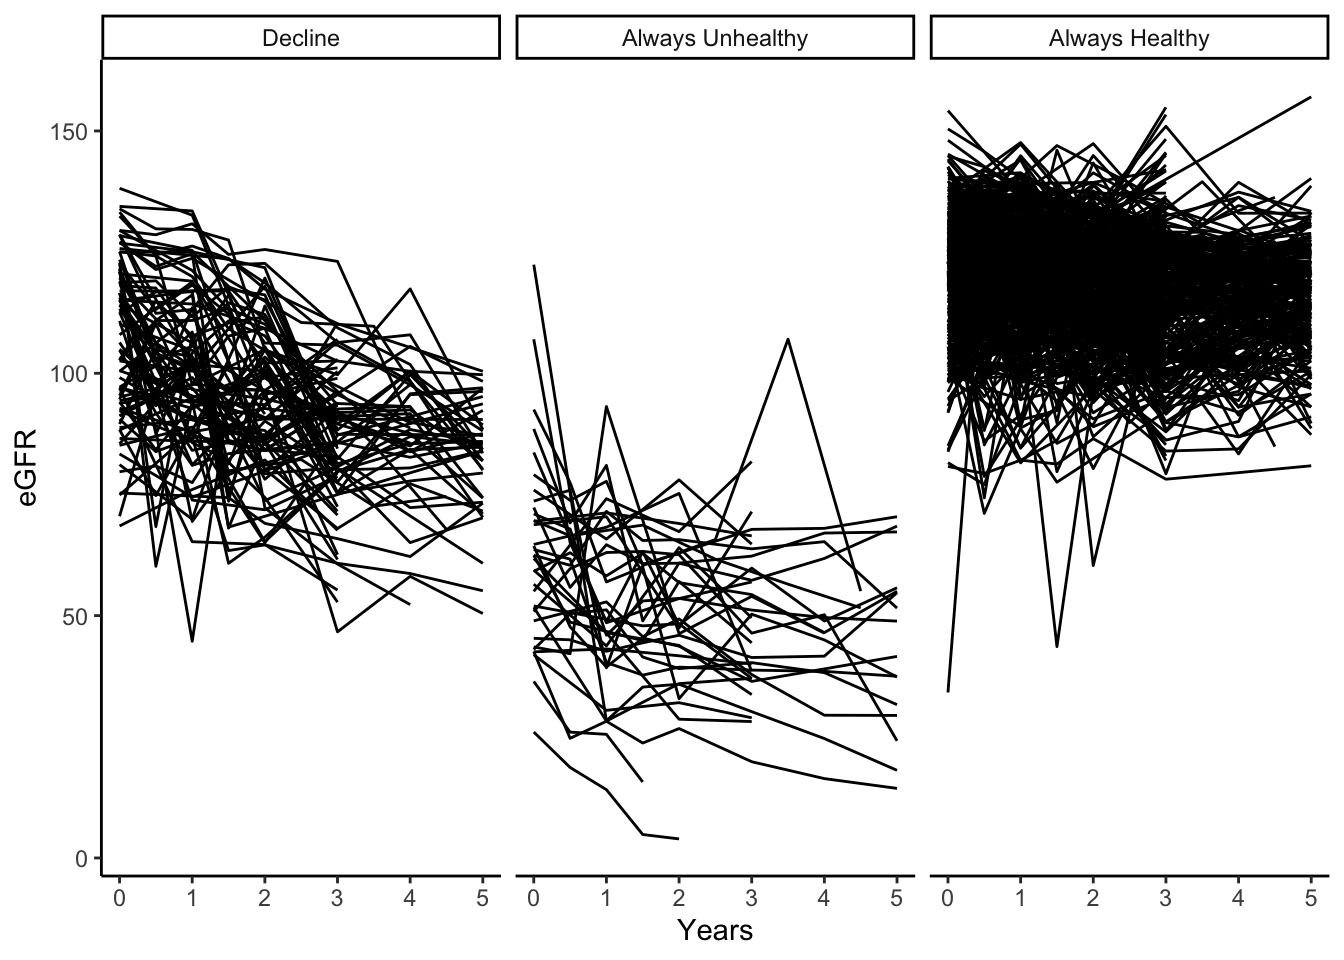 Decline
Always Unhealthy
Always Healthy
eGFR
150
100
50
0
0 1 2 3 4 5
0 1 2 3 4 5
0 1 2 3 4 5
Years